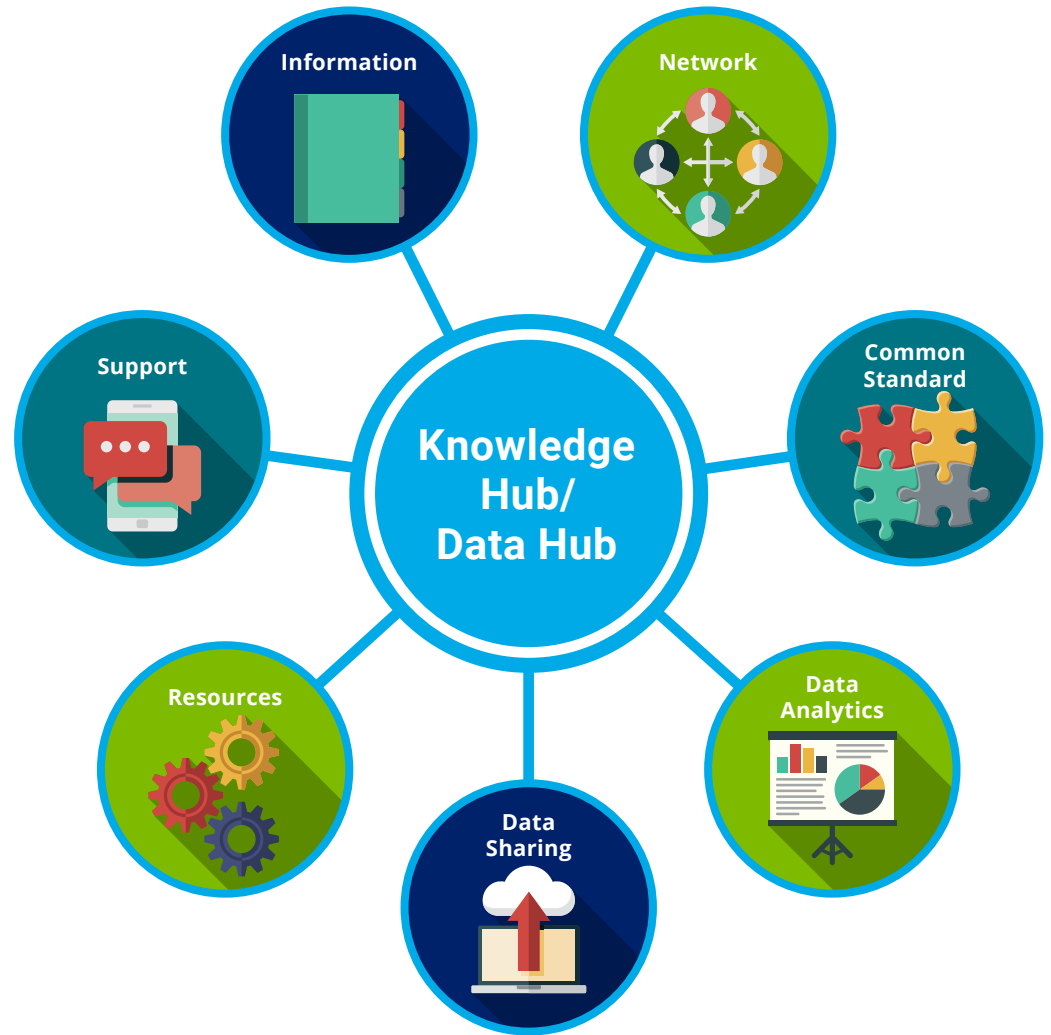 Information
Network
Support
Common
Standard
Knowledge
Hub/
Data Hub
Resources
Data
Analytics
Data
Sharing